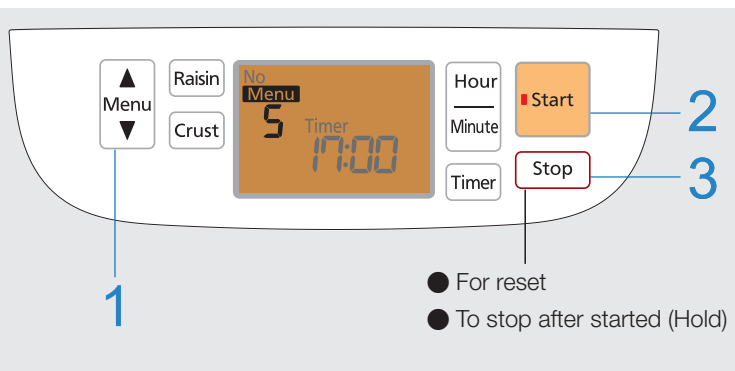 ▲
Menu
▼
Raisin
Crust
No
Menu
5
Timer
17:00
Hour
Minute
Timer
Start
Stop
1
2
3
● For reset
● To stop after started (Hold)